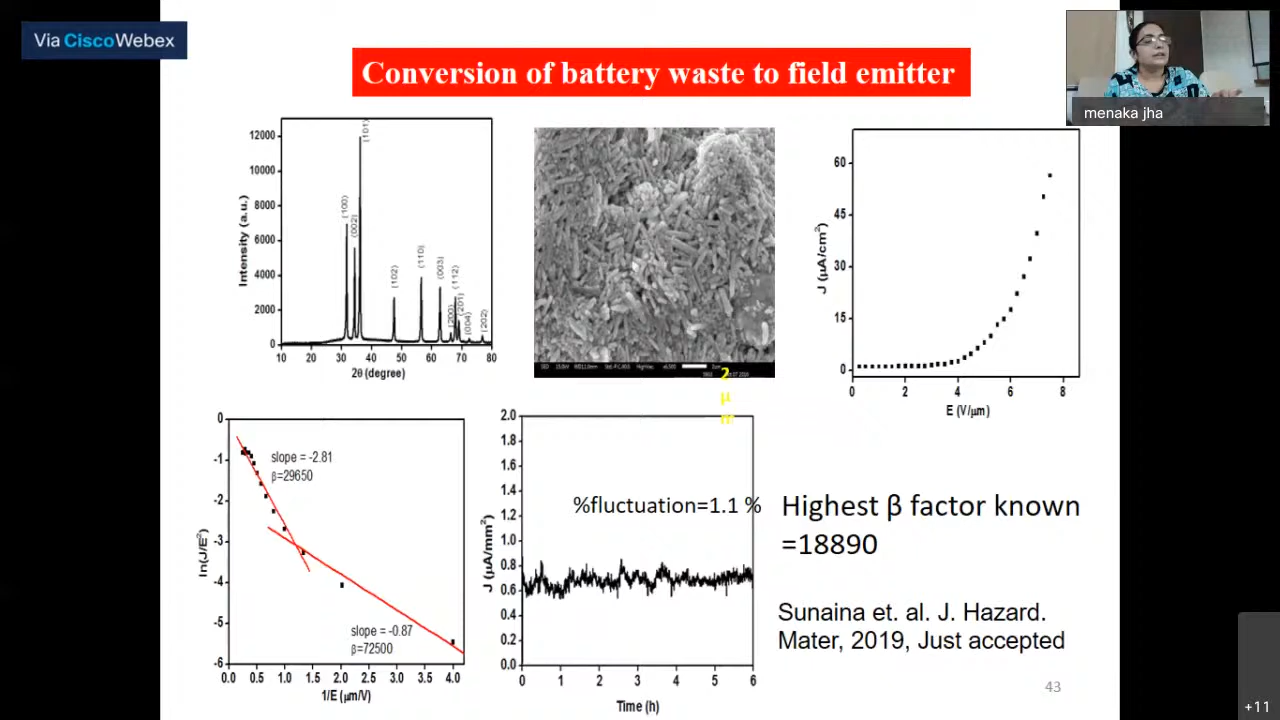 Via CiscoWebex
Conversion of battery waste to field emitter
menaka jha
12000
10000
8000
6000
4000
2000
0
Intensity (a.u.)
(100)
(002)
(101)
(102)
(110)
(003)
(200)
(112)
(201)
(004)
(202)
10 20 30 40 50 60 70 80
2θ (degree)
2
μ
m
60
45
30
15
0
J (μA/cm²)
0 2 4 6 8
E (V/μm)
0
-1
-2
-3
-4
-5
-6
ln(J/E²)
slope = -2.81
β=29650
slope = -0.87
β=72500
0.0 0.5 1.0 1.5 2.0 2.5 3.0 3.5 4.0
1/E (μm/V)
2.0
1.8
1.6
1.4
1.2
1.0
0.8
0.6
0.4
0.2
0.0
J (μA/mm²)
%fluctuation=1.1 %
0 1 2 3 4 5 6
Time (h)
Highest β factor known
=18890
Sunaina et. al. J. Hazard.
Mater, 2019, Just accepted
43
+11